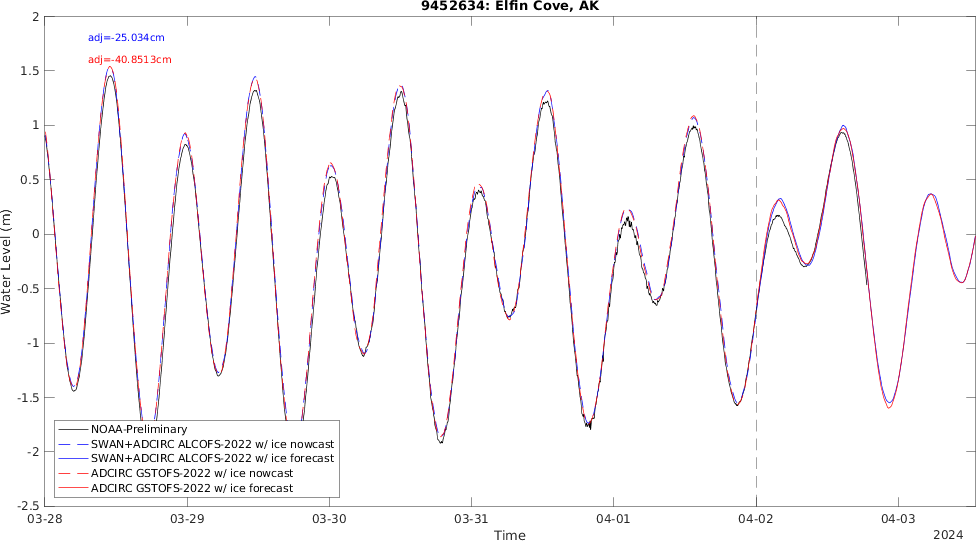 9452634: Elfin Cove, AK
adj=-25.034cm
adj=-40.8513cm
Water Level (m)
2
1.5
1
0.5
0
-0.5
-1
-1.5
-2
-2.5
NOAA-Preliminary
SWAN+ADCIRC ALCOFS-2022 w/ ice nowcast
SWAN+ADCIRC ALCOFS-2022 w/ ice forecast
ADCIRC GSTOFS-2022 w/ ice nowcast
ADCIRC GSTOFS-2022 w/ ice forecast
03-28 03-29 03-30 03-31 04-01 04-02 04-03
Time
2024